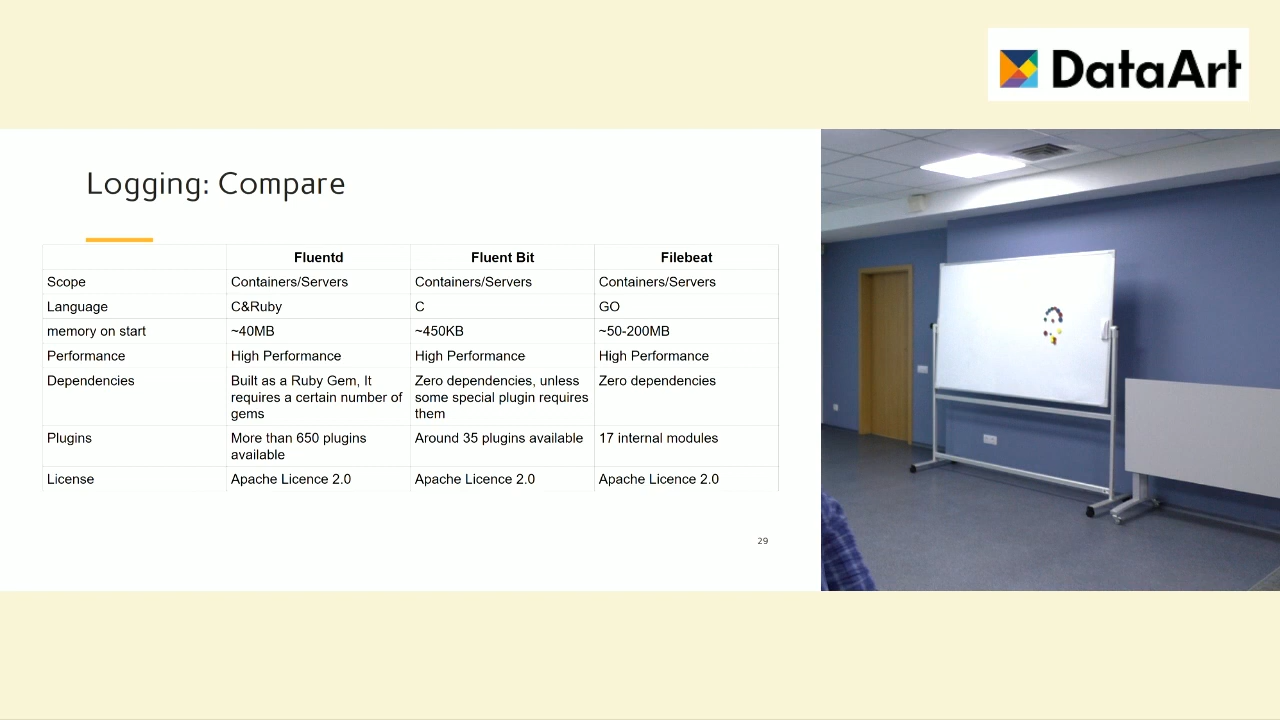 DataArt
Logging: Compare
Fluentd Fluent Bit Filebeat
Scope Containers/Servers Containers/Servers Containers/Servers
Language C&Ruby C GO
memory on start ~40MB ~450KB ~50-200MB
Performance High Performance High Performance High Performance
Dependencies Built as a Ruby Gem, It requires a certain number of gems Zero dependencies, unless some special plugin requires them Zero dependencies
Plugins More than 650 plugins available Around 35 plugins available 17 internal modules
License Apache Licence 2.0 Apache Licence 2.0 Apache Licence 2.0
29